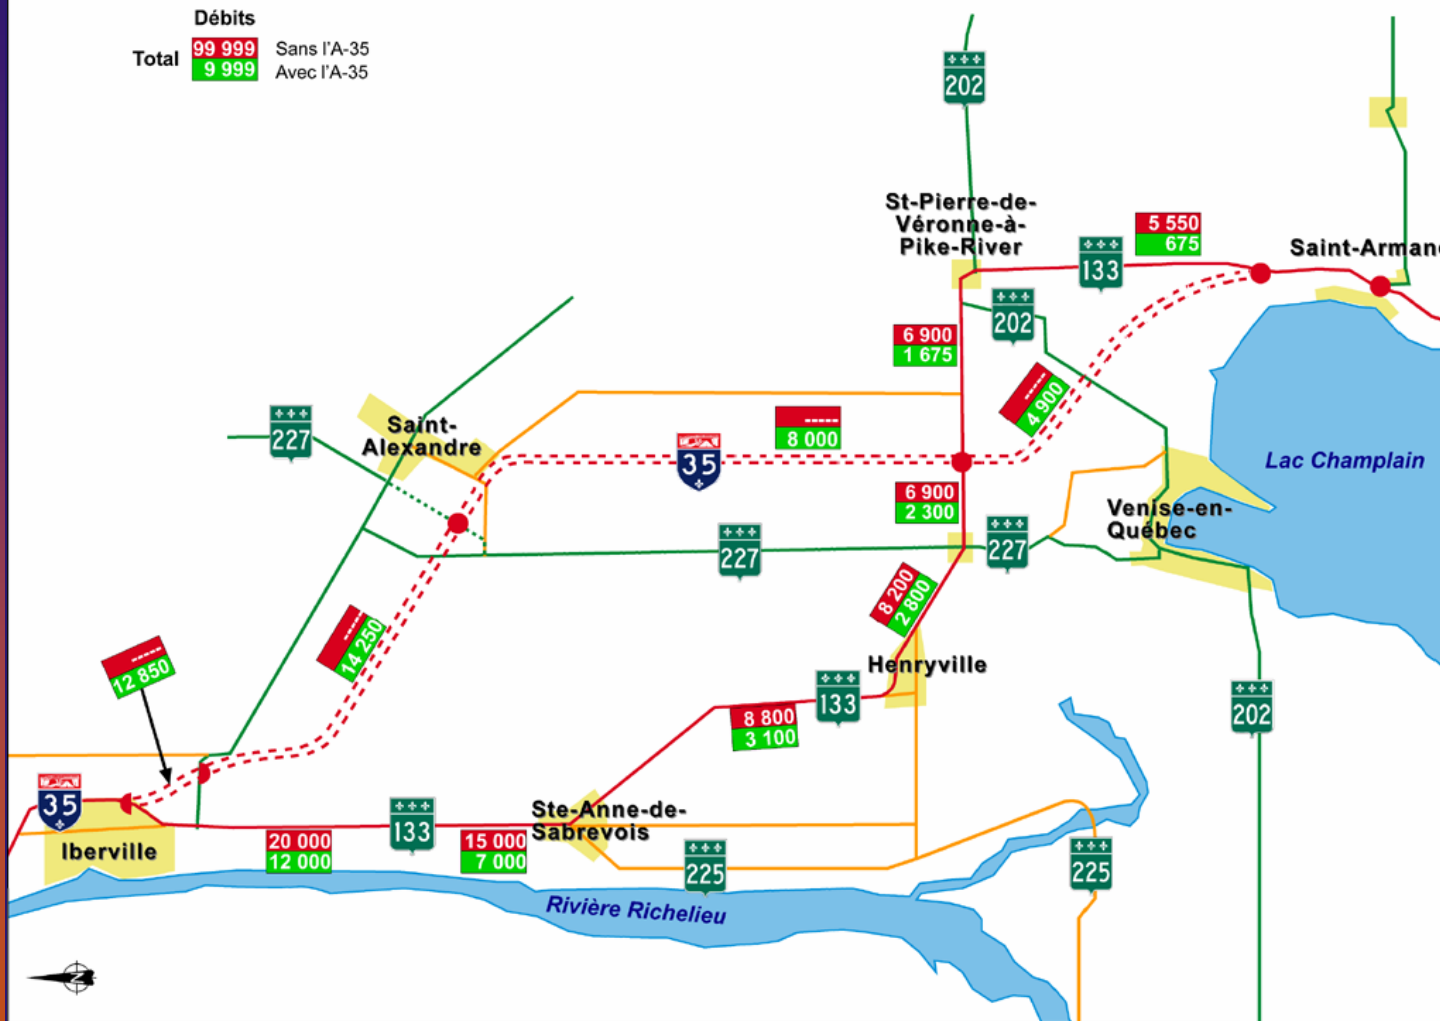 Débits
Total
99 999
Sans l'A-35
9 999
Avec l'A-35
202
St-Pierre-de-
Véronne-à-
Pike-River
5 550
675
133
Saint-Arman
202
6 900
1 675
4 900
227
Saint-
Alexandre
-----
8 000
35
6 900
2 300
Lac Champlain
Venise-en-
Québec
227
227
8 200
2 800
-----
14 250
-----
12 850
Henryville
133
8 800
3 100
202
35
Iberville
20 000
12 000
133
15 000
7 000
Ste-Anne-de-
Sabrevois
225
225
Rivière Richelieu
N